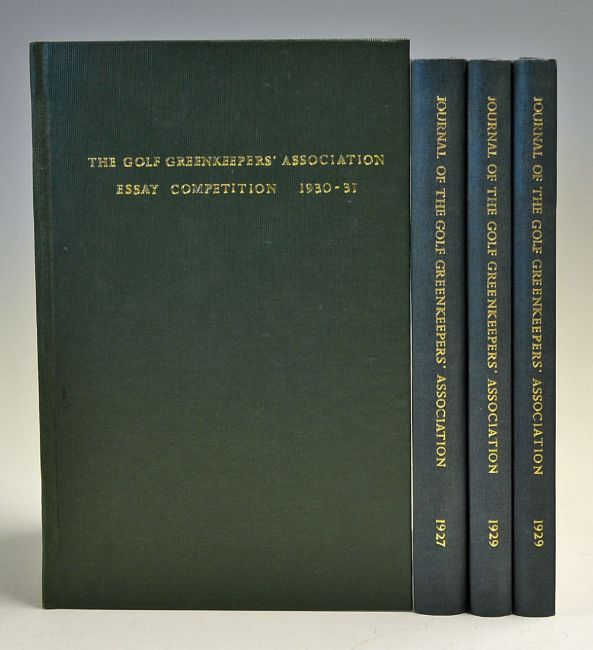 THE GOLF GREENKEEPERS' ASSOCIATION
ESSAY COMPETITION 1930-31
JOURNAL OF THE GOLF GREENKEEPERS' ASSOCIATION 1927
JOURNAL OF THE GOLF GREENKEEPERS' ASSOCIATION 1929
JOURNAL OF THE GOLF GREENKEEPERS' ASSOCIATION 1929